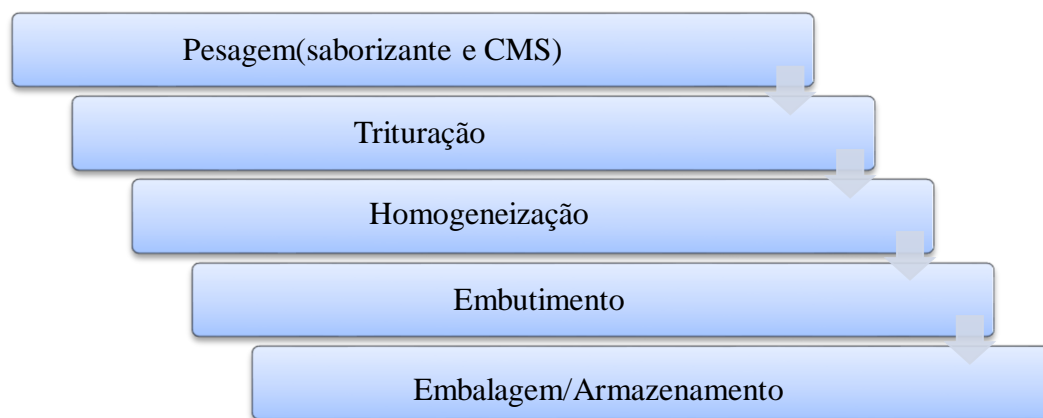 Pesagem(saborizante e CMS)
Trituração
Homogeneização
Embutimento
Embalagem/Armazenamento